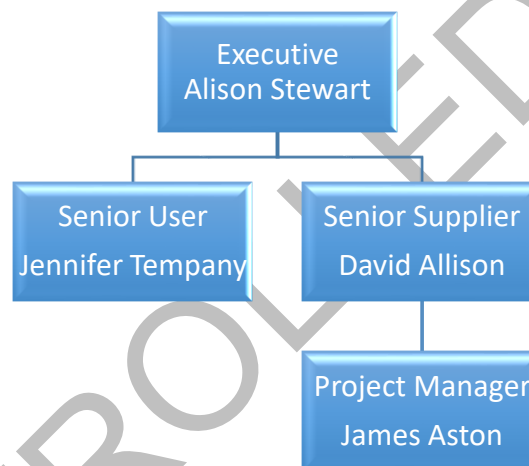 Executive
Alison Stewart
Senior User
Jennifer Tempany
Senior Supplier
David Allison
Project Manager
James Aston